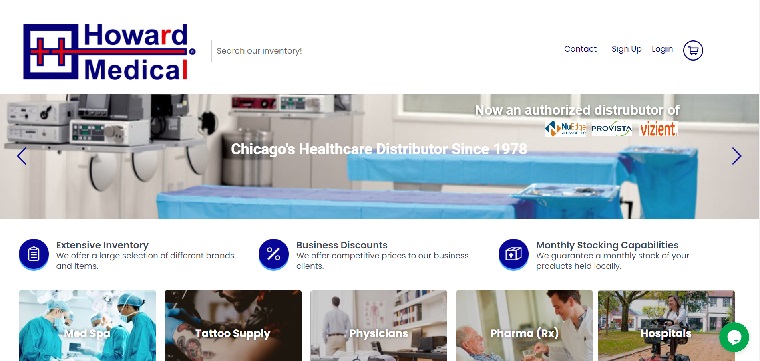 Howard
Medical
Search our inventory!
Contact
Sign Up
Login
Now an authorized distrubutor of
NuEdge
PROVISTA
vizient
Chicago's Healthcare Distributor Since 1978
Extensive Inventory
We offer a large selection of different brands
and items.
Business Discounts
We offer competitive prices to our business
clients.
Monthly Stocking Capabilities
We guarantee a monthly stock of your
products held locally.
Med Spa
Tattoo Supply
Physicians
Pharma (Rx)
Hospitals